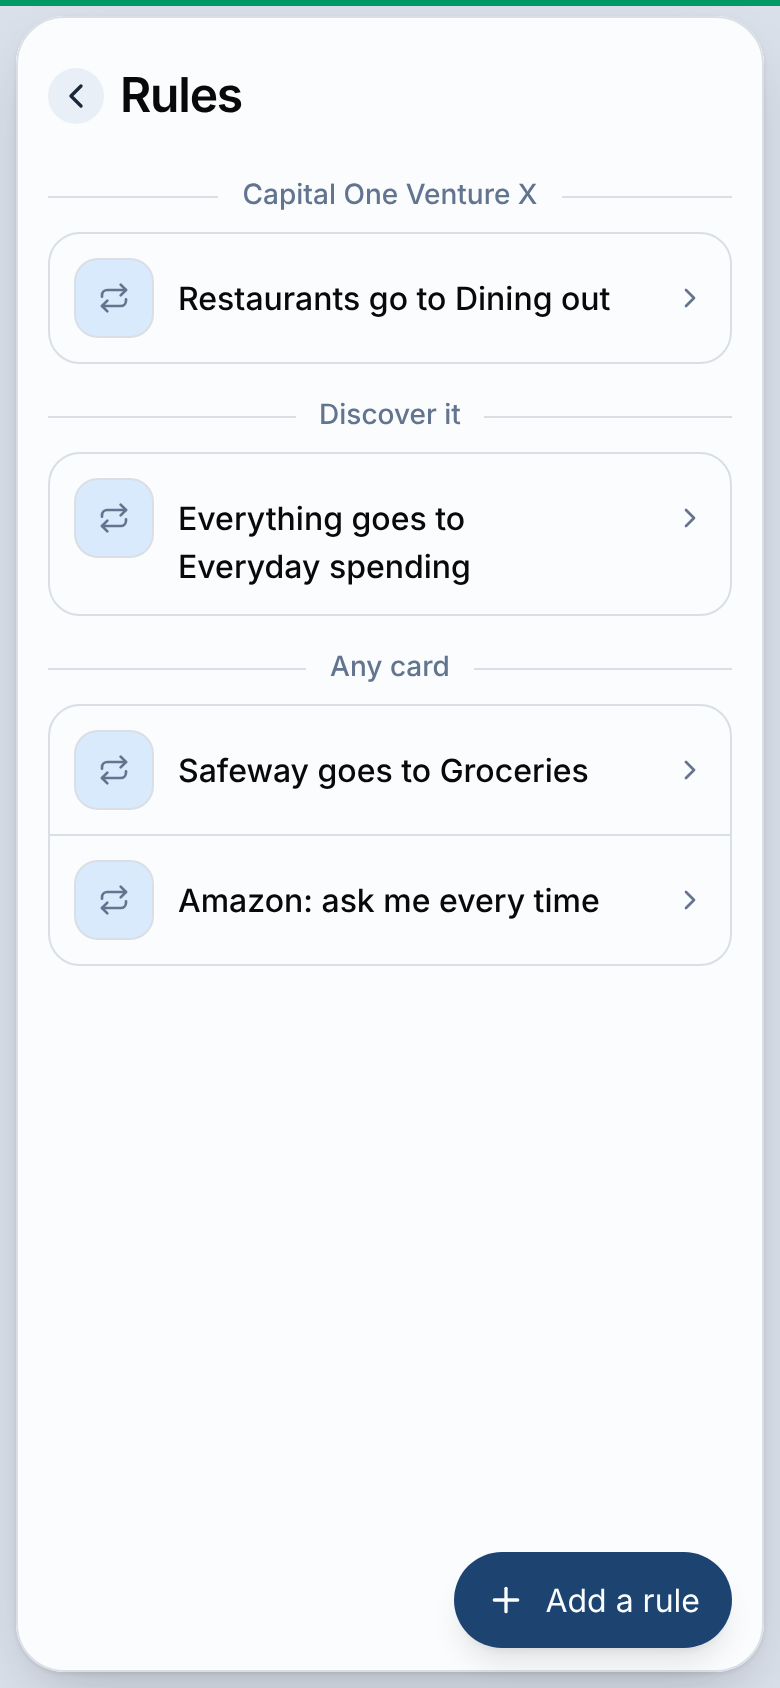 Rules
Capital One Venture X
Restaurants go to Dining out
Discover it
Everything goes to
Everyday spending
Any card
Safeway goes to Groceries
Amazon: ask me every time
Add a rule